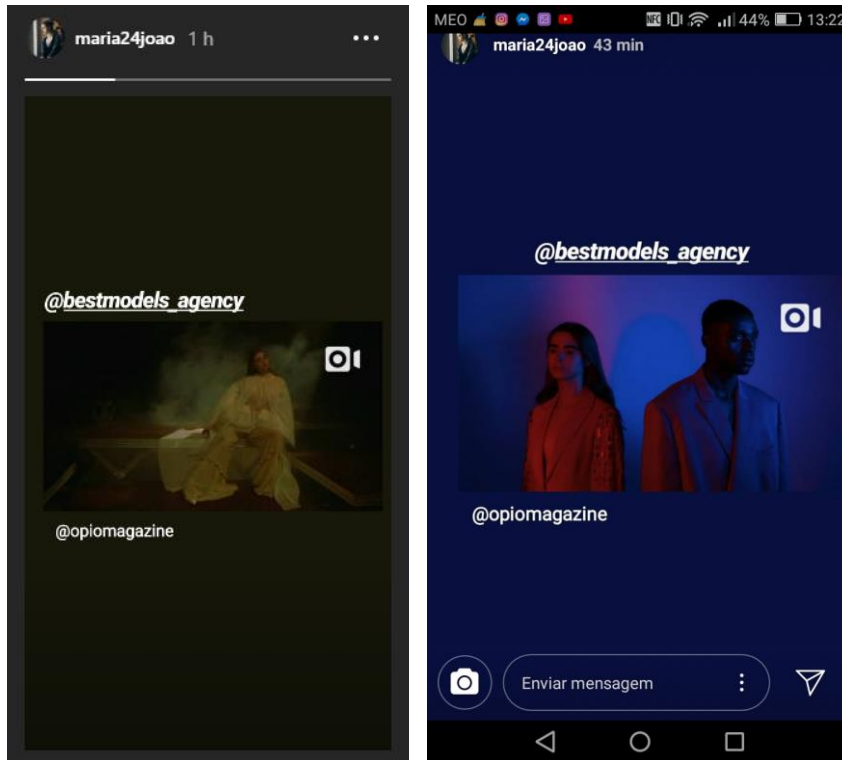 maria24joao 1 h
@bestmodels_agency
@opiomagazine
MEO 44% 13:22
maria24joao 43 min
@bestmodels_agency
@opiomagazine
Enviar mensagem